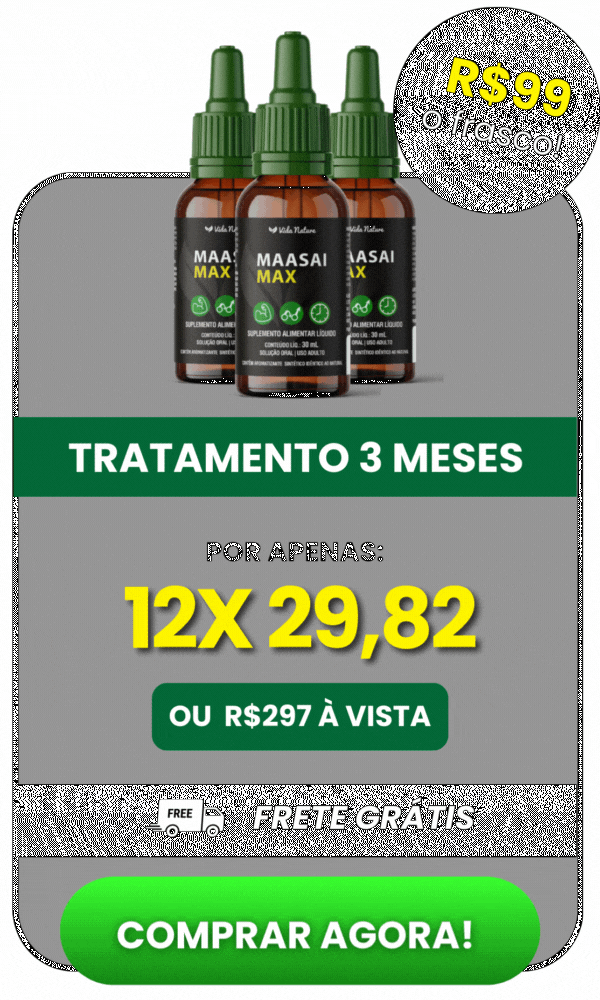 R$99
o frasco!
Vida Natura
MAASAI
MAX
SUPLEMENTO ALIMENTAR LÍQUIDO
CONTEÚDO LÍQ.: 30 mL
SOLUÇÃO ORAL | USO ADULTO
TRATAMENTO 3 MESES
POR APENAS:
12X 29,82
OU R$297 À VISTA
FREE
FRETE GRÁTIS
COMPRAR AGORA!